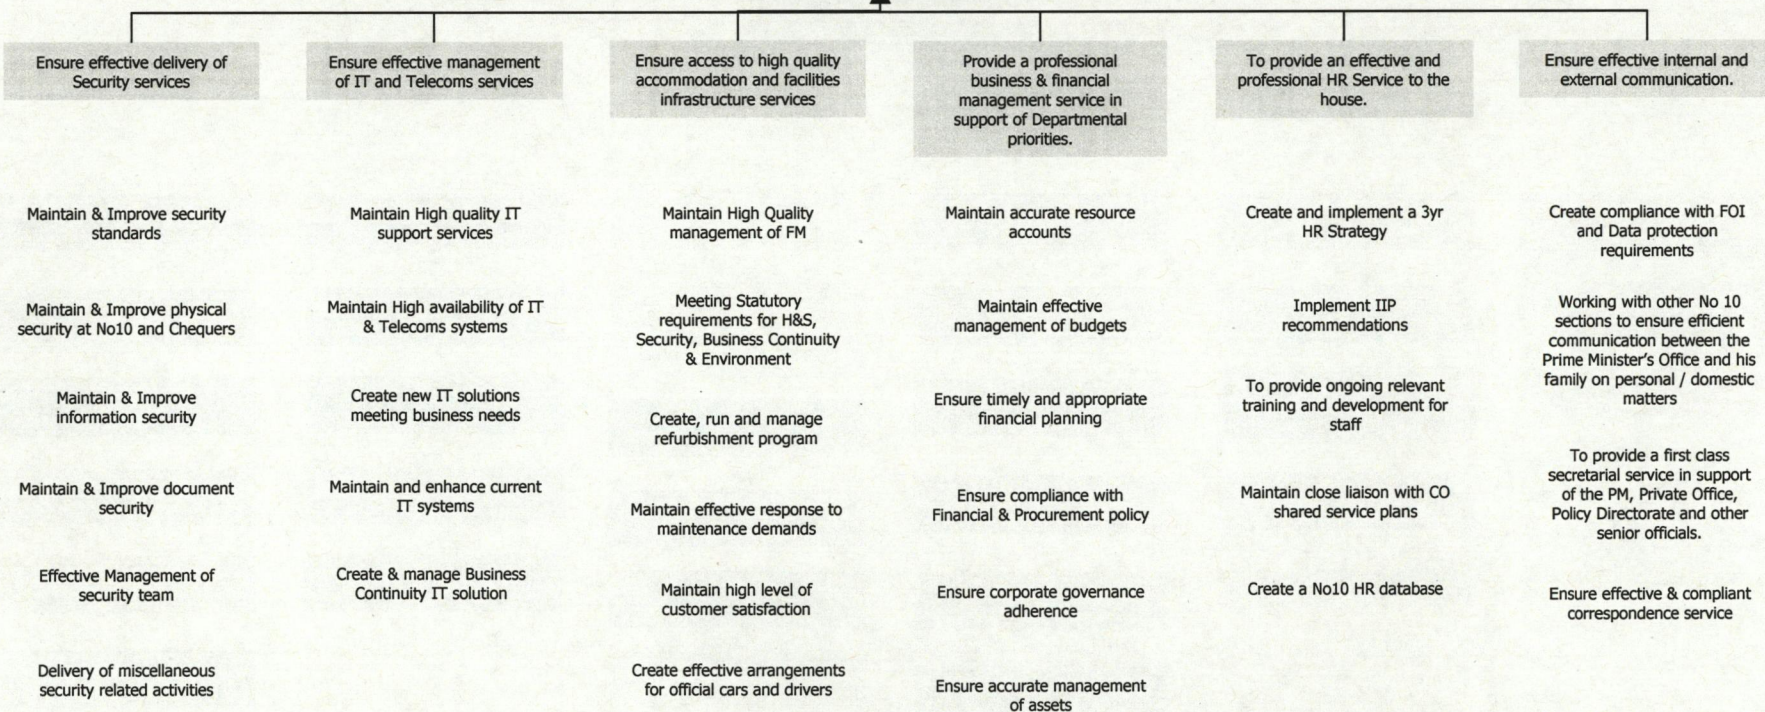 Ensure effective delivery of
Security services
Ensure effective management
of IT and Telecoms services
Ensure access to high quality
accommodation and facilities
infrastructure services
Provide a professional
business & financial
management service in
support of Departmental
priorities.
To provide an effective and
professional HR Service to the
house.
Ensure effective internal and
external communication.
Maintain & Improve security
standards
Maintain & Improve physical
security at No10 and Chequers
Maintain & Improve
information security
Maintain & Improve document
security
Effective Management of
security team
Delivery of miscellaneous
security related activities
Maintain High quality IT
support services
Maintain High availability of IT
& Telecoms systems
Create new IT solutions
meeting business needs
Maintain and enhance current
IT systems
Create & manage Business
Continuity IT solution
Maintain High Quality
management of FM
Meeting Statutory
requirements for H&S,
Security, Business Continuity
& Environment
Create, run and manage
refurbishment program
Maintain effective response to
maintenance demands
Maintain high level of
customer satisfaction
Create effective arrangements
for official cars and drivers
Maintain accurate resource
accounts
Maintain effective
management of budgets
Ensure timely and appropriate
financial planning
Ensure compliance with
Financial & Procurement policy
Ensure corporate governance
adherence
Ensure accurate management
of assets
Create and implement a 3yr
HR Strategy
Implement IIP
recommendations
To provide ongoing relevant
training and development for
staff
Maintain close liaison with CO
shared service plans
Create a No10 HR database
Create compliance with FOI
and Data protection
requirements
Working with other No 10
sections to ensure efficient
communication between the
Prime Minister's Office and his
family on personal / domestic
matters
To provide a first class
secretarial service in support
of the PM, Private Office,
Policy Directorate and other
senior officials.
Ensure effective & compliant
correspondence service